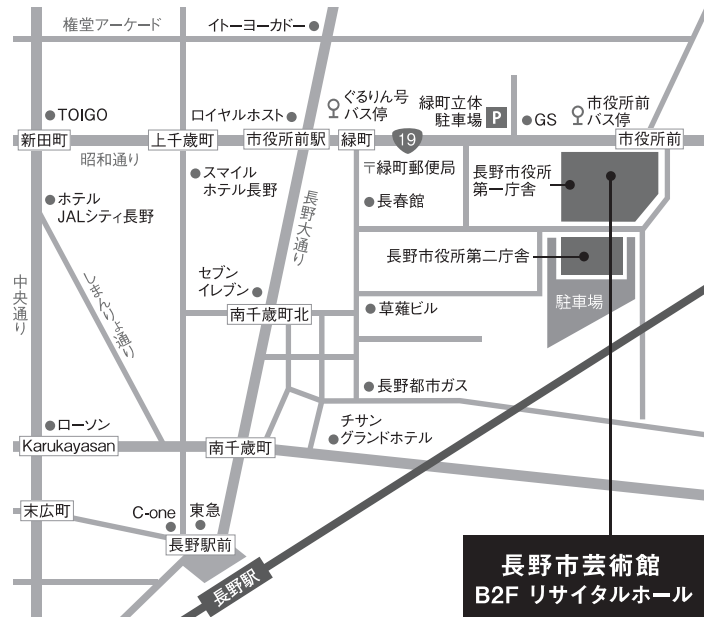 権堂アーケード
イトーヨーカドー
TOIGO
ロイヤルホスト
ぐるりん号
バス停
緑町立体
駐車場
P
GS
市役所前
バス停
新田町
上千歳町
市役所前駅
緑町
19
市役所前
昭和通り
スマイル
ホテル長野
〒緑町郵便局
長野市役所
第一庁舎
ホテル
JALシティ長野
長春館
長野大通り
長野市役所第二庁舎
中央通り
しまんりょ通り
セブン
イレブン
南千歳町北
草薙ビル
駐車場
長野都市ガス
ローソン
チサン
グランドホテル
Karukayasan
南千歳町
末広町
C-one
東急
長野駅前
長野駅
長野市芸術館
B2F リサイタルホール